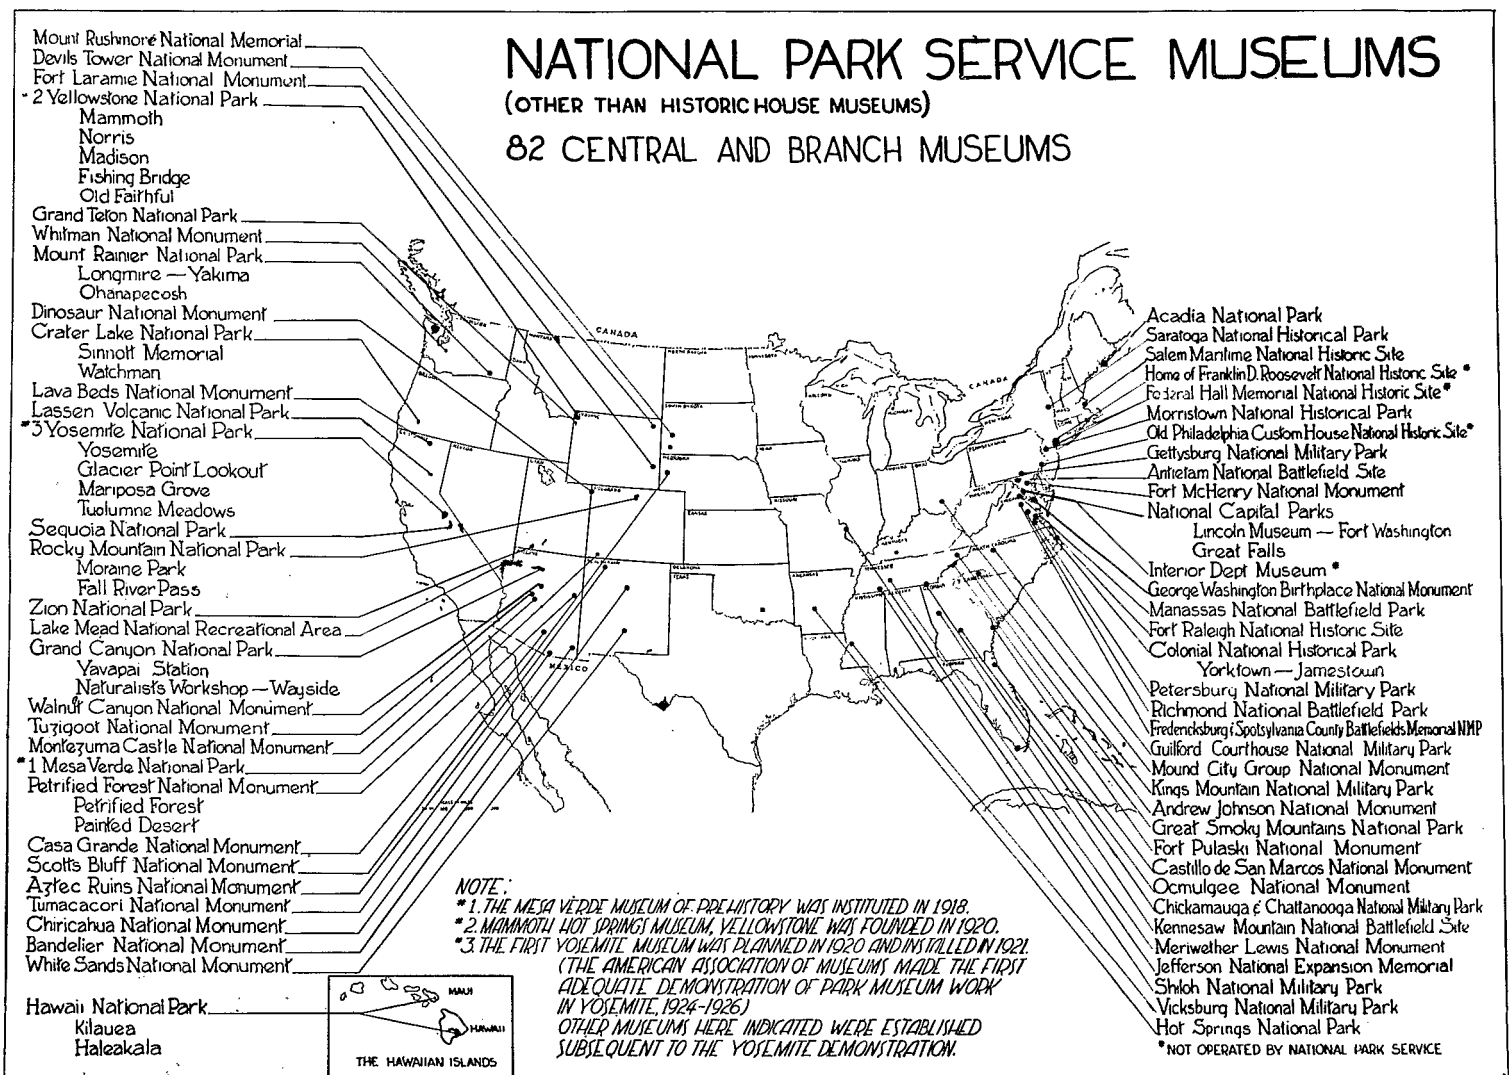 NATIONAL PARK SERVICE MUSEUMS
(OTHER THAN HISTORIC HOUSE MUSEUMS)
82 CENTRAL AND BRANCH MUSEUMS
Mount Rushmore National Memorial
Devils Tower National Monument
Fort Laramie National Monument
*2 Yellowstone National Park
Mammoth
Norris
Madison
Fishing Bridge
Old Faithful
Grand Teton National Park
Whitman National Monument
Mount Rainier National Park
Longmire — Yakima
Ohanapecosh
Dinosaur National Monument
Crater Lake National Park
Sinnott Memorial
Watchman
Lava Beds National Monument
Lassen Volcanic National Park
*3 Yosemite National Park
Yosemite
Glacier Point Lookout
Mariposa Grove
Tuolumne Meadows
Sequoia National Park
Rocky Mountain National Park
Moraine Park
Fall River Pass
Zion National Park
Lake Mead National Recreational Area
Grand Canyon National Park
Yavapai Station
Naturalist's Workshop — Wayside
Walnut Canyon National Monument
Tuzigoot National Monument
Montezuma Castle National Monument
*1 Mesa Verde National Park
Petrified Forest National Monument
Petrified Forest
Painted Desert
Casa Grande National Monument
Scotts Bluff National Monument
Aztec Ruins National Monument
Tumacacori National Monument
Chiricahua National Monument
Bandelier National Monument
White Sands National Monument
Hawaii National Park
Kilauea
Haleakala
MAUI
HAWAII
THE HAWAIIAN ISLANDS
CANADA
CANADA
MEXICO
NOTE:
*1. THE MESA VERDE MUSEUM OF PREHISTORY WAS INSTITUTED IN 1918.
*2. MAMMOTH HOT SPRINGS MUSEUM, YELLOWSTONE WAS FOUNDED IN 1920.
*3. THE FIRST YOSEMITE MUSEUM WAS PLANNED IN 1920 AND INSTALLED IN 1921.
(THE AMERICAN ASSOCIATION OF MUSEUMS MADE THE FIRST
ADEQUATE DEMONSTRATION OF PARK MUSEUM WORK
IN YOSEMITE, 1924-1926)
OTHER MUSEUMS HERE INDICATED WERE ESTABLISHED
SUBSEQUENT TO THE YOSEMITE DEMONSTRATION.
Acadia National Park
Saratoga National Historical Park
Salem Maritime National Historic Site
Home of Franklin D. Roosevelt National Historic Site *
Federal Hall Memorial National Historic Site *
Morristown National Historical Park
Old Philadelphia Custom House National Historic Site *
Gettysburg National Military Park
Antietam National Battlefield Site
Fort McHenry National Monument
National Capital Parks
Lincoln Museum — Fort Washington
Great Falls
Interior Dept Museum *
George Washington Birthplace National Monument
Manassas National Battlefield Park
Fort Raleigh National Historic Site
Colonial National Historical Park
Yorktown — Jamestown
Petersburg National Military Park
Richmond National Battlefield Park
Fredericksburg & Spotsylvania County Battlefields Memorial NMP
Guilford Courthouse National Military Park
Mound City Group National Monument
Kings Mountain National Military Park
Andrew Johnson National Monument
Great Smoky Mountains National Park
Fort Pulaski National Monument
Castillo de San Marcos National Monument
Ocmulgee National Monument
Chickamauga & Chattanooga National Military Park
Kennesaw Mountain National Battlefield Site
Meriwether Lewis National Monument
Jefferson National Expansion Memorial
Shiloh National Military Park
Vicksburg National Military Park
Hot Springs National Park
*NOT OPERATED BY NATIONAL PARK SERVICE